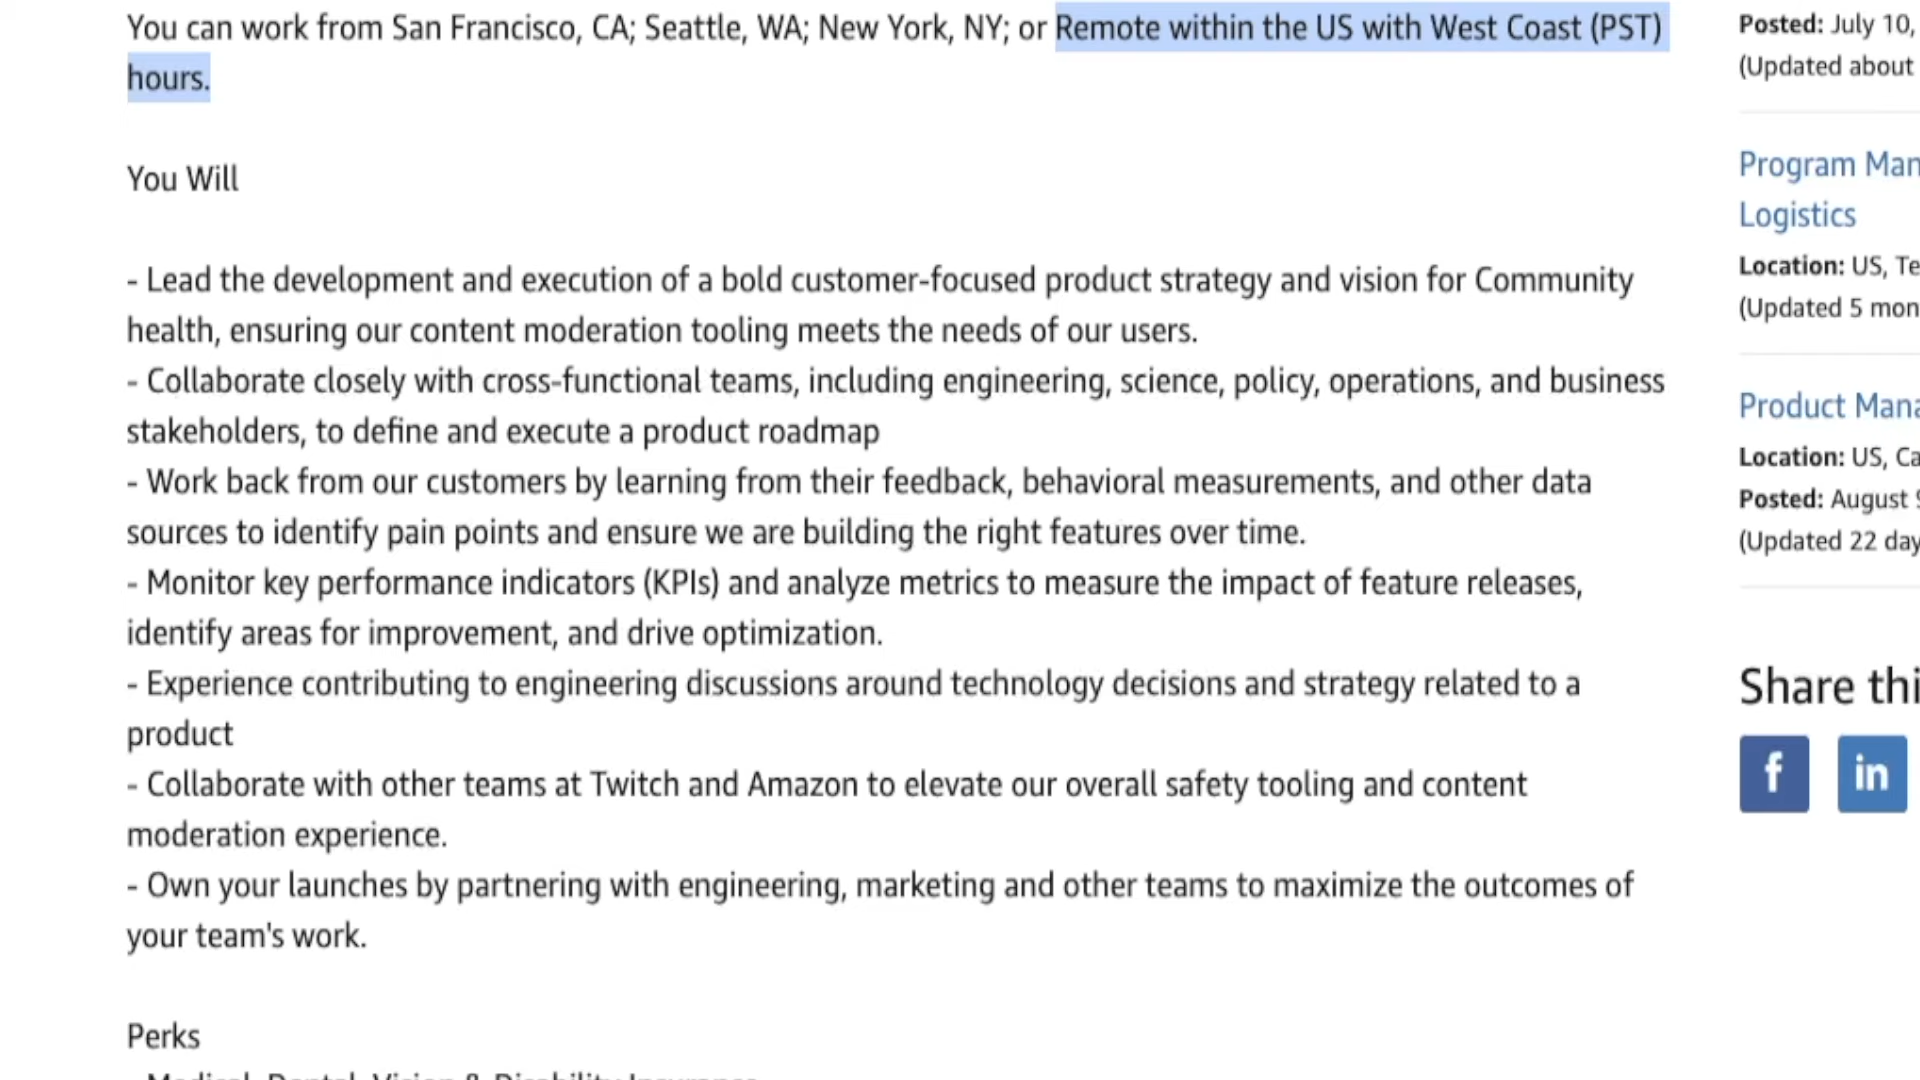 You can work from San Francisco, CA; Seattle, WA; New York, NY; or Remote within the US with West Coast (PST)
hours.
You Will
- Lead the development and execution of a bold customer-focused product strategy and vision for Community
health, ensuring our content moderation tooling meets the needs of our users.
- Collaborate closely with cross-functional teams, including engineering, science, policy, operations, and business
stakeholders, to define and execute a product roadmap
- Work back from our customers by learning from their feedback, behavioral measurements, and other data
sources to identify pain points and ensure we are building the right features over time.
- Monitor key performance indicators (KPIs) and analyze metrics to measure the impact of feature releases,
identify areas for improvement, and drive optimization.
- Experience contributing to engineering discussions around technology decisions and strategy related to a
product
- Collaborate with other teams at Twitch and Amazon to elevate our overall safety tooling and content
moderation experience.
- Own your launches by partnering with engineering, marketing and other teams to maximize the outcomes of
your team's work.
Perks
- Medical, Dental, Vision & Disability Insurance
Posted: July 10,
(Updated about
Program Man
Logistics
Location: US, Te
(Updated 5 mon
Product Mana
Location: US, Ca
Posted: August
(Updated 22 day
Share thi
f
in